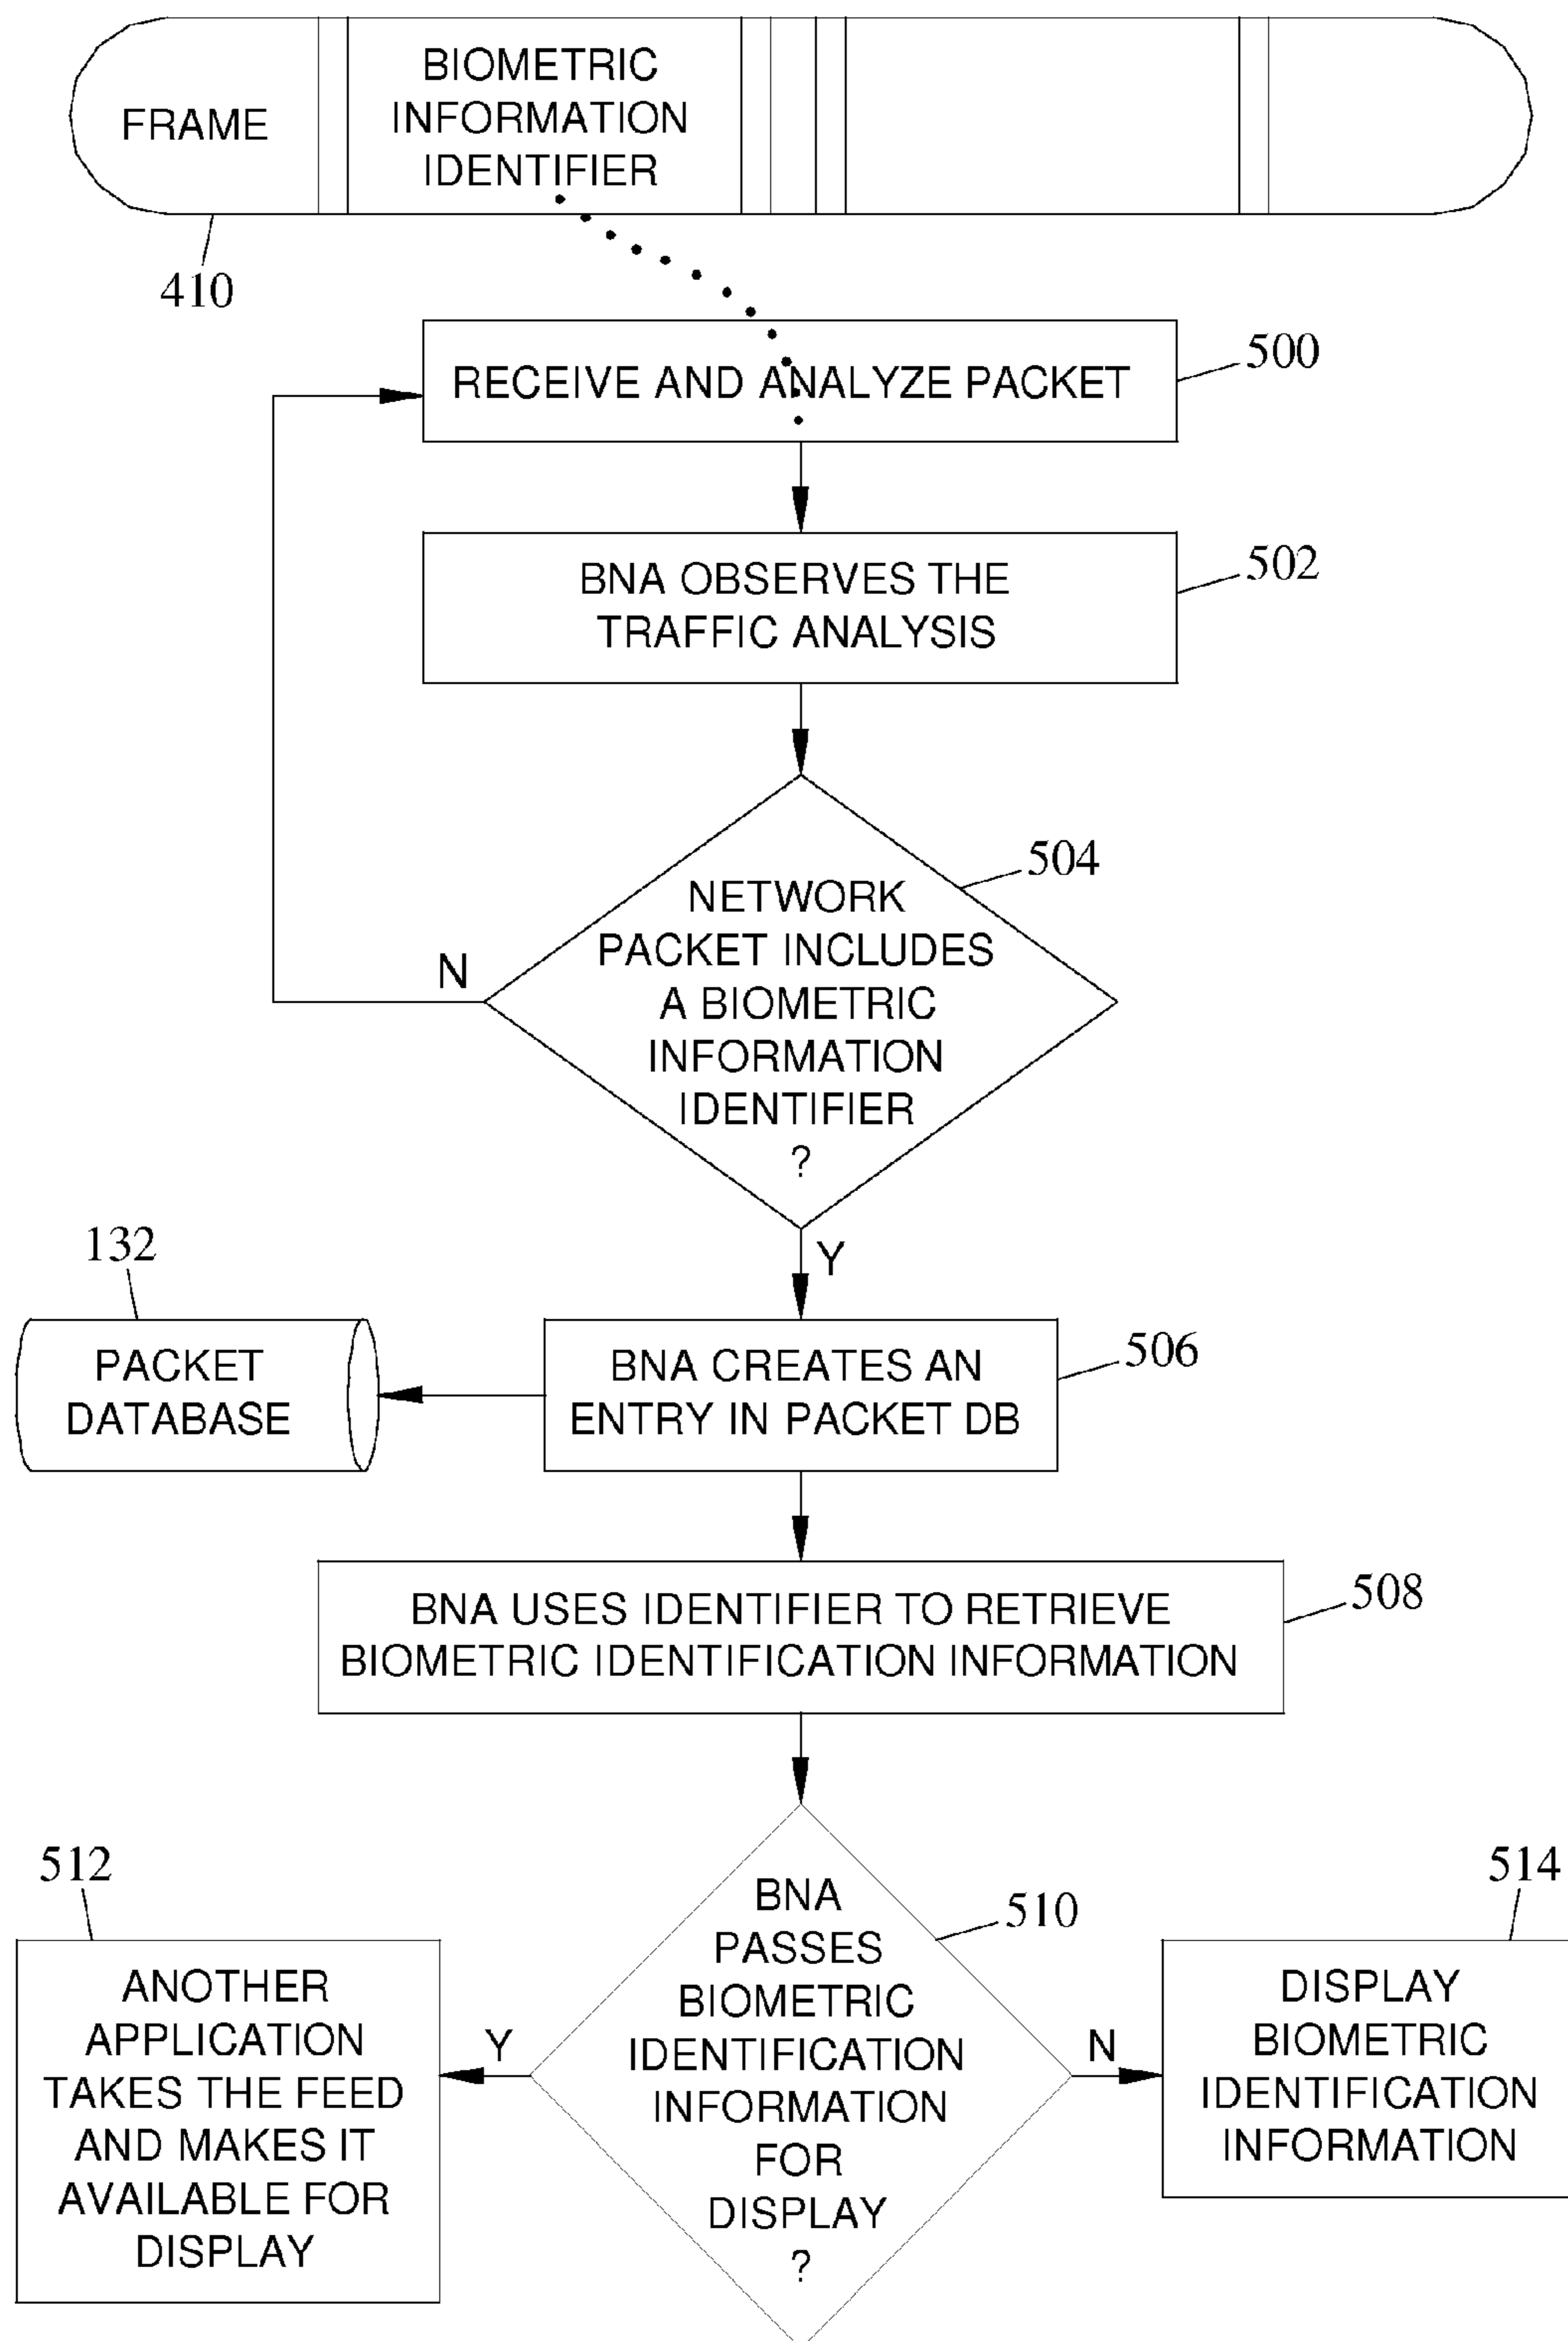 FRAME
BIOMETRIC
INFORMATION
IDENTIFIER
410
RECEIVE AND ANALYZE PACKET
500
BNA OBSERVES THE
TRAFFIC ANALYSIS
502
504
NETWORK
PACKET INCLUDES
A BIOMETRIC
INFORMATION
IDENTIFIER
?
N
Y
132
PACKET
DATABASE
BNA CREATES AN
ENTRY IN PACKET DB
506
BNA USES IDENTIFIER TO RETRIEVE
BIOMETRIC IDENTIFICATION INFORMATION
508
510
BNA
PASSES
BIOMETRIC
IDENTIFICATION
INFORMATION
FOR
DISPLAY
?
Y
N
512
ANOTHER
APPLICATION
TAKES THE FEED
AND MAKES IT
AVAILABLE FOR
DISPLAY
514
DISPLAY
BIOMETRIC
IDENTIFICATION
INFORMATION